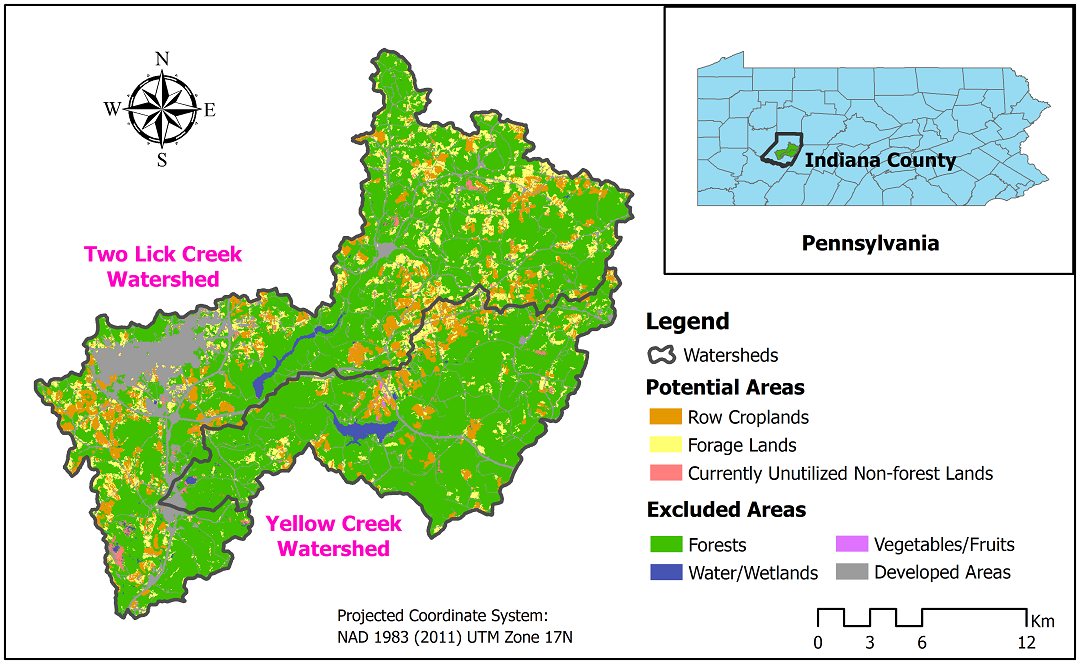 N
W
E
S
Two Lick Creek
Watershed
Yellow Creek
Watershed
Projected Coordinate System:
NAD 1983 (2011) UTM Zone 17N
Indiana County
Pennsylvania
Legend
Watersheds
Potential Areas
Row Croplands
Forage Lands
Currently Unutilized Non-forest Lands
Excluded Areas
Forests
Vegetables/Fruits
Water/Wetlands
Developed Areas
Km
0 3 6 12